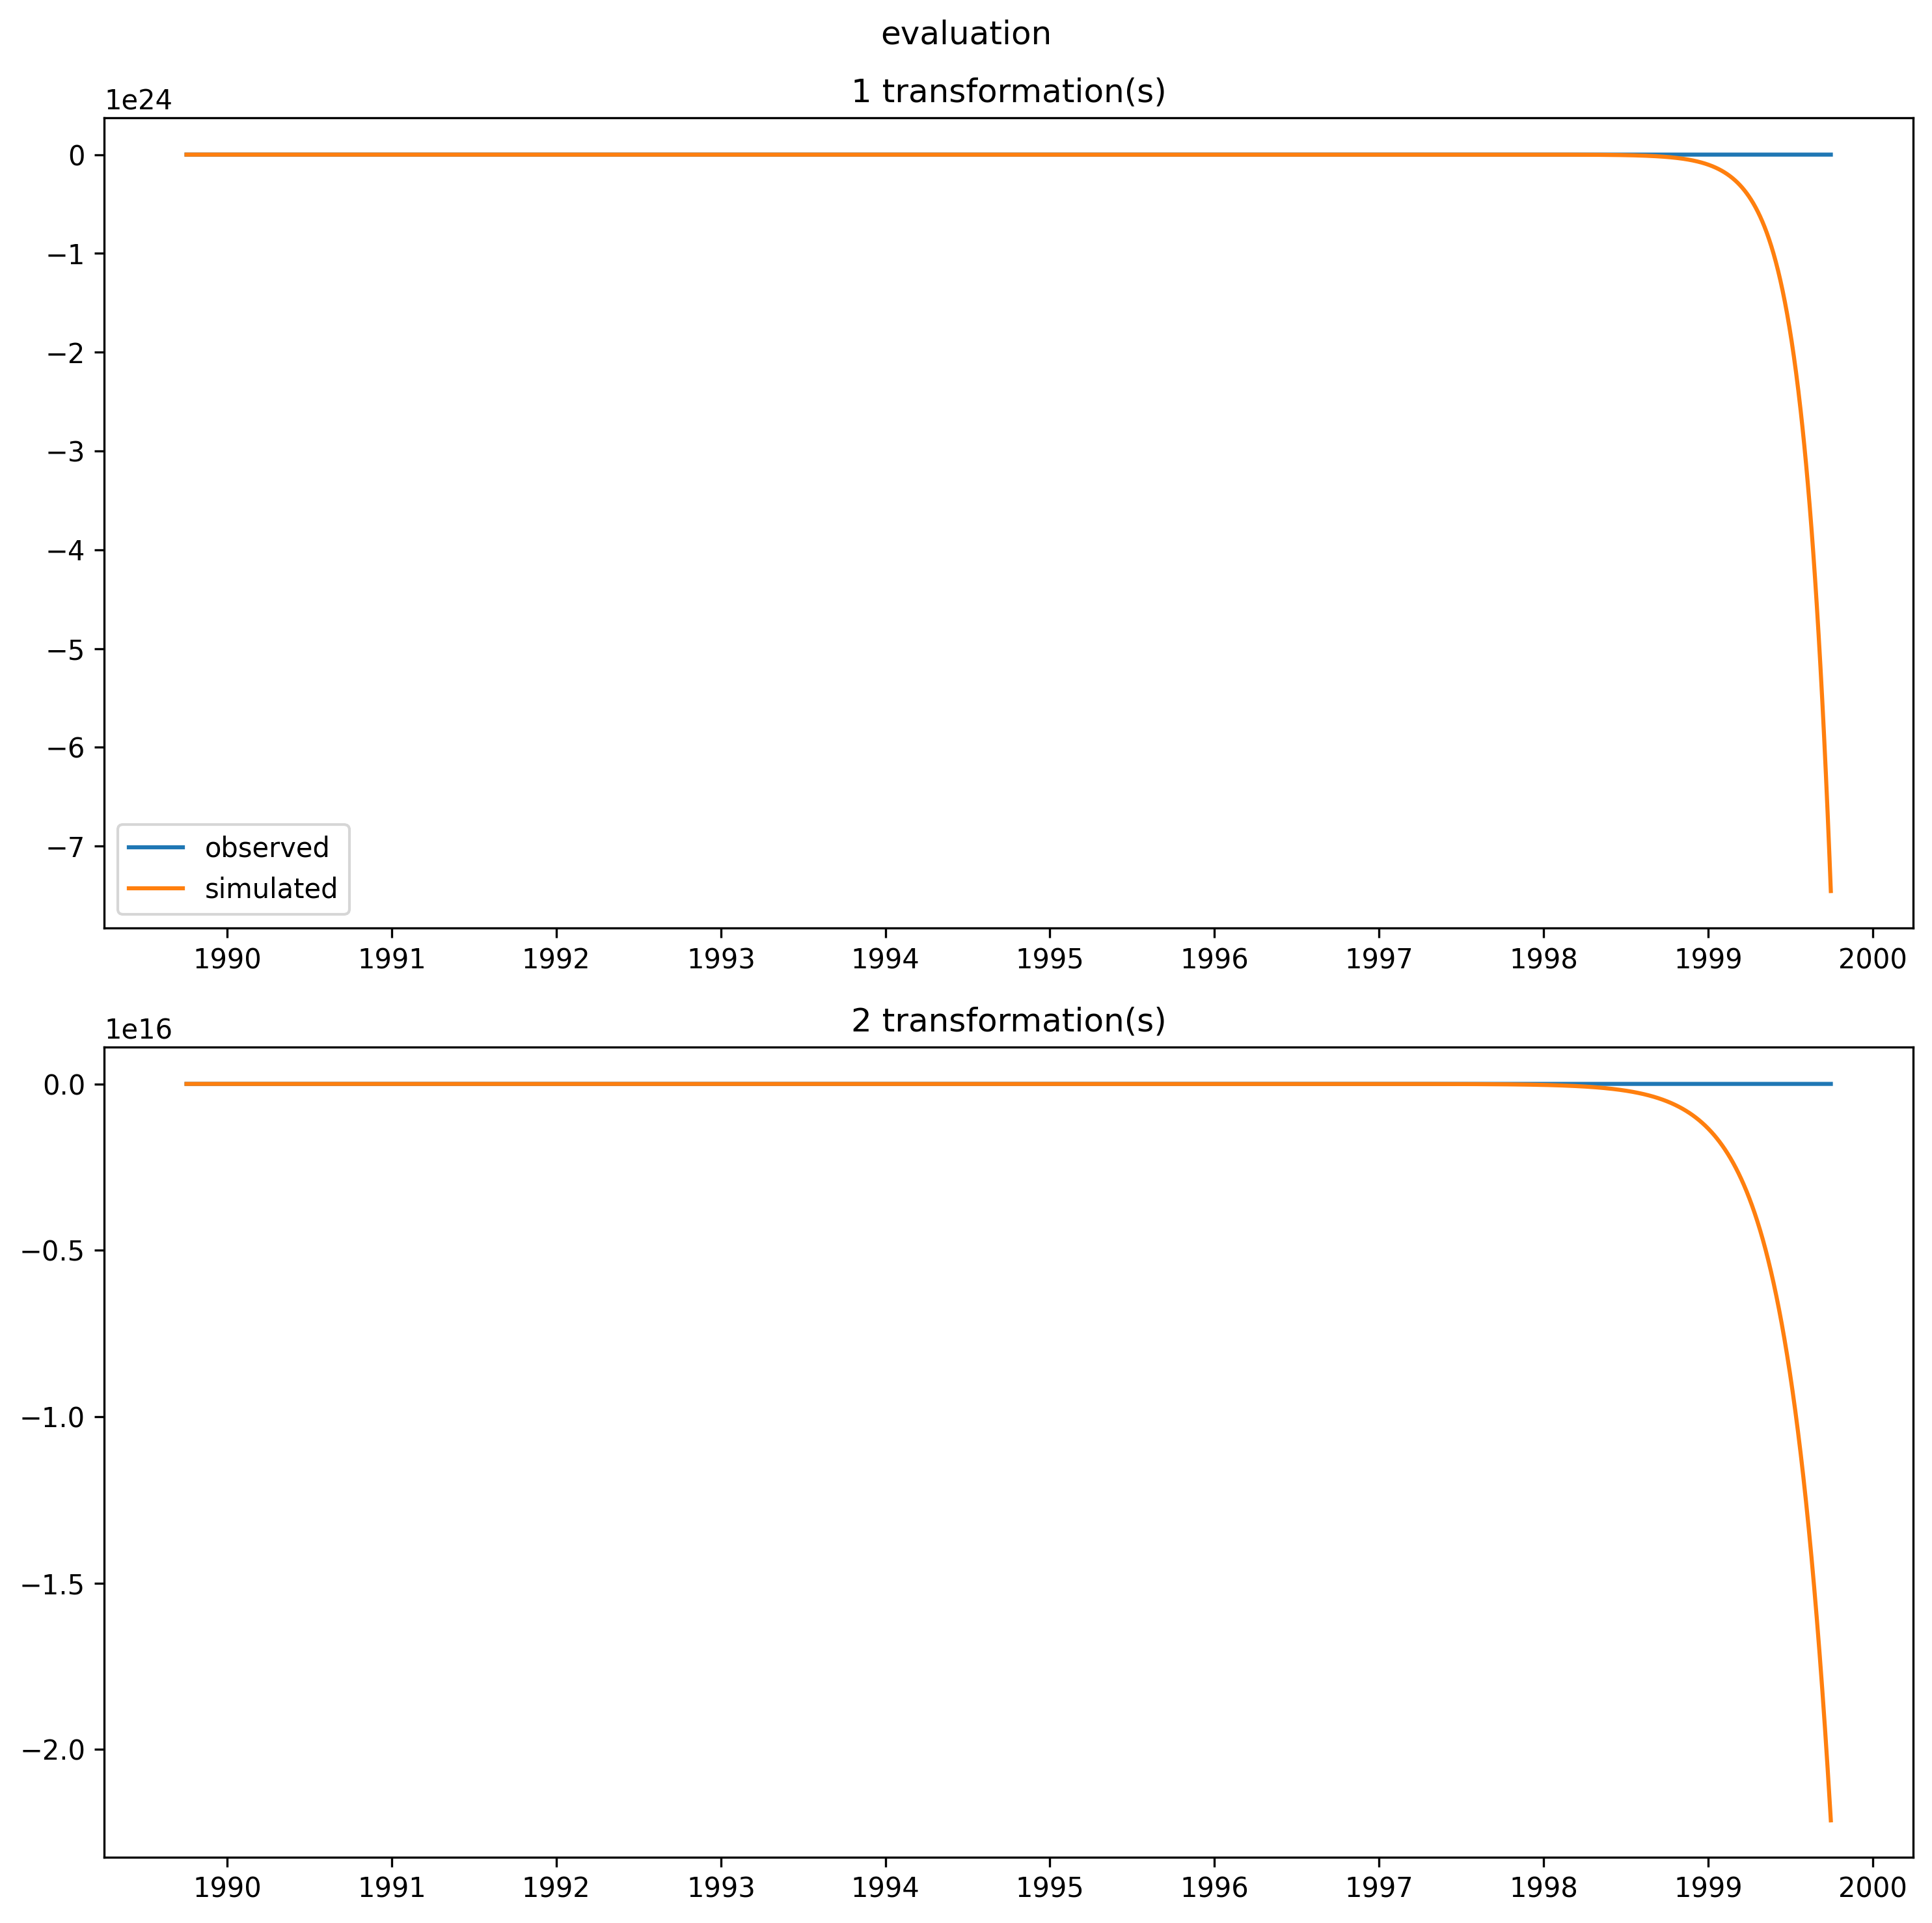 evaluation
1 transformation(s)
1e24
0
−1
−2
−3
−4
−5
−6
−7
observed
simulated
1990 1991 1992 1993 1994 1995 1996 1997 1998 1999 2000
2 transformation(s)
1e16
0.0
−0.5
−1.0
−1.5
−2.0
1990 1991 1992 1993 1994 1995 1996 1997 1998 1999 2000